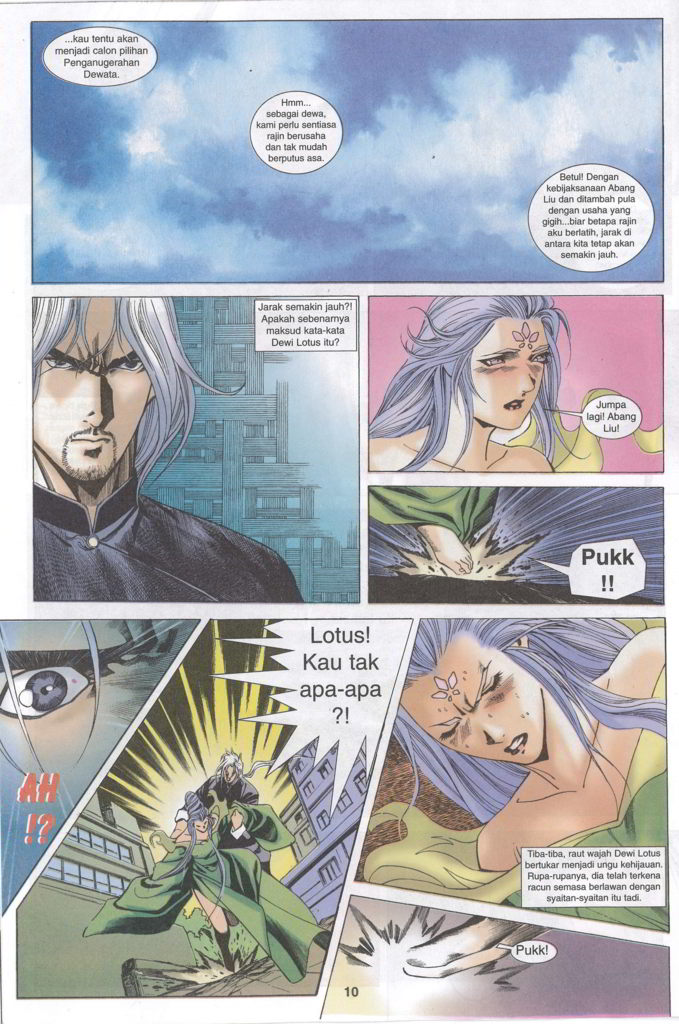 ...kau tentu akan
menjadi calon pilihan
Penganugerahan
Dewata.
Hmm...
sebagai dewa,
kami perlu sentiasa
rajin berusaha
dan tak mudah
berputus asa.
Betul! Dengan
kebijaksanaan Abang
Liu dan ditambah pula
dengan usaha yang
gigih...biar betapa rajin
aku berlatih, jarak di
antara kita tetap akan
semakin jauh.
Jarak semakin jauh?!
Apakah sebenarnya
maksud kata-kata
Dewi Lotus itu?
Jumpa
lagi! Abang
Liu!
Pukk
!!
AH
!?
Lotus!
Kau tak
apa-apa
?!
Tiba-tiba, raut wajah Dewi Lotus
bertukar menjadi ungu kehijauan.
Rupa-rupanya, dia telah terkena
racun semasa berlawan dengan
syaitan-syaitan itu tadi.
Pukk!
10